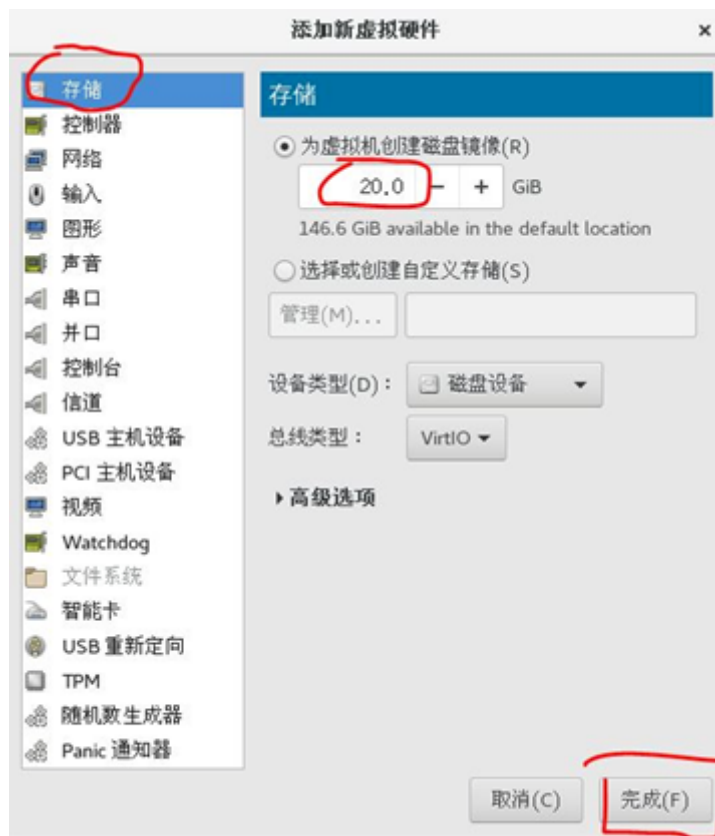 添加新虚拟硬件
×
存储
控制器
网络
输入
图形
声音
串口
并口
控制台
信道
USB 主机设备
PCI 主机设备
视频
Watchdog
文件系统
智能卡
USB 重新定向
TPM
随机数生成器
Panic 通知器
存储
为虚拟机创建磁盘镜像(R)
20.0 − + GiB
146.6 GiB available in the default location
选择或创建自定义存储(S)
管理(M)...
设备类型(D)： 磁盘设备
总线类型： VirtIO
高级选项
取消(C) 完成(F)